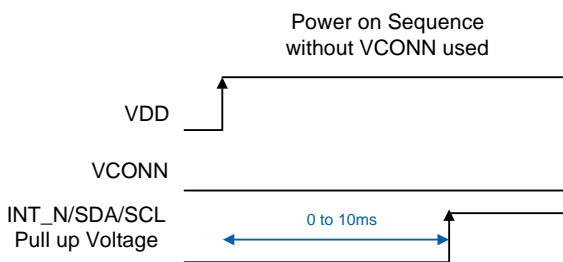 Power on Sequence
without VCONN used
VDD
VCONN
INT_N/SDA/SCL
Pull up Voltage
0 to 10ms